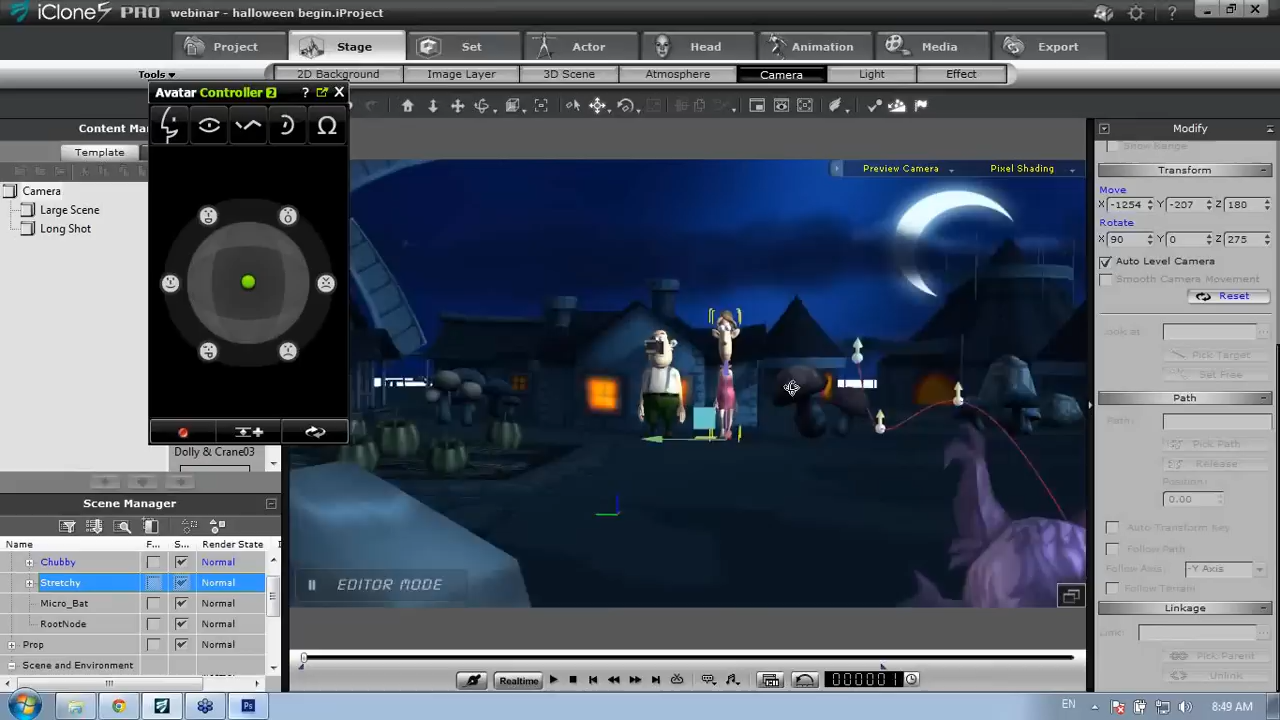 iClone5 PRO webinar - halloween begin.iProject
Project Stage Set Actor Head Animation Media Export
Tools
2D Background Image Layer 3D Scene Atmosphere Camera Light Effect
Avatar Controller 2 ?
Content Ma
Modify
Template
Show Range
Preview Camera Pixel Shading
Transform
Camera
Move
Large Scene
X -1254 Y -207 Z 180
Long Shot
Rotate
X 90 Y 0 Z 275
Auto Level Camera
Smooth Camera Movement
Reset
Look at:
Pick Target
Set Free
Path
Path:
Pick Path
Dolly & Crane03
Release
Position:
0.00
Scene Manager
Auto Transform Key
Name F... S... Render State
Follow Path
Chubby Normal
Follow Axis: -Y Axis
Stretchy Normal
EDITOR MODE
Follow Terrain
Micro_Bat Normal
Linkage
RootNode Normal
Link:
Prop Normal
Pick Parent
Scene and Environment
Unlink
Realtime
000001
EN
8:49 AM